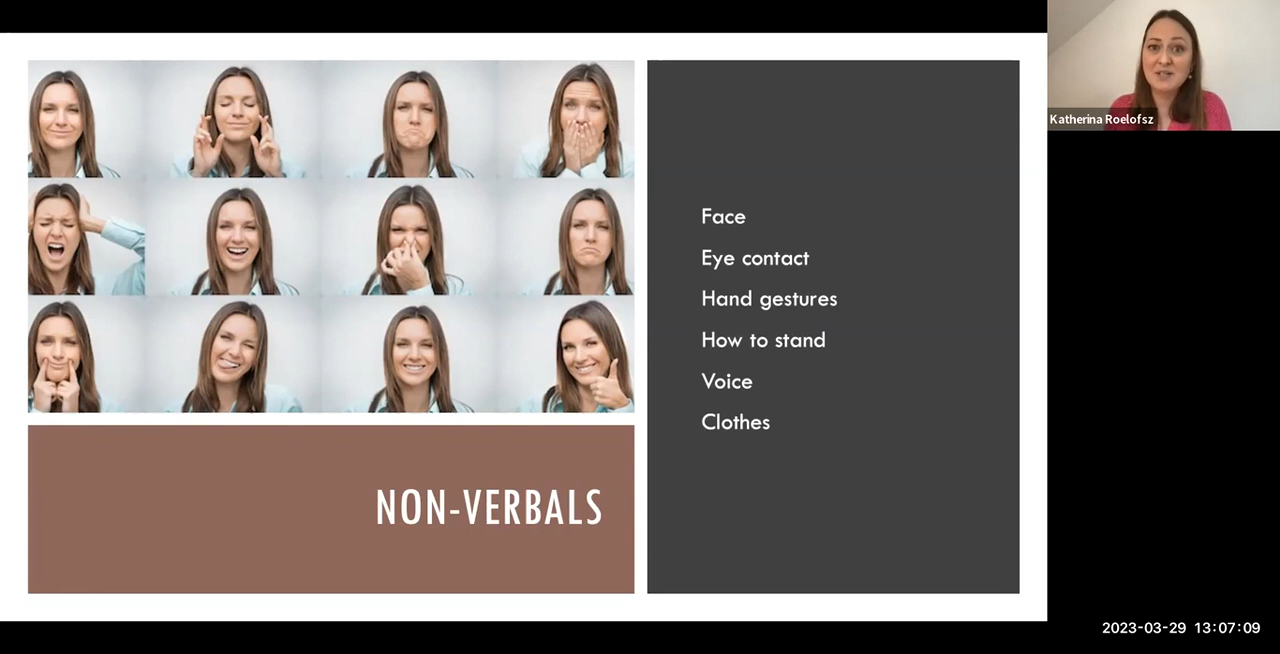 Katherina Roelofsz
Face
Eye contact
Hand gestures
How to stand
Voice
Clothes
NON-VERBALS
2023-03-29 13:07:09